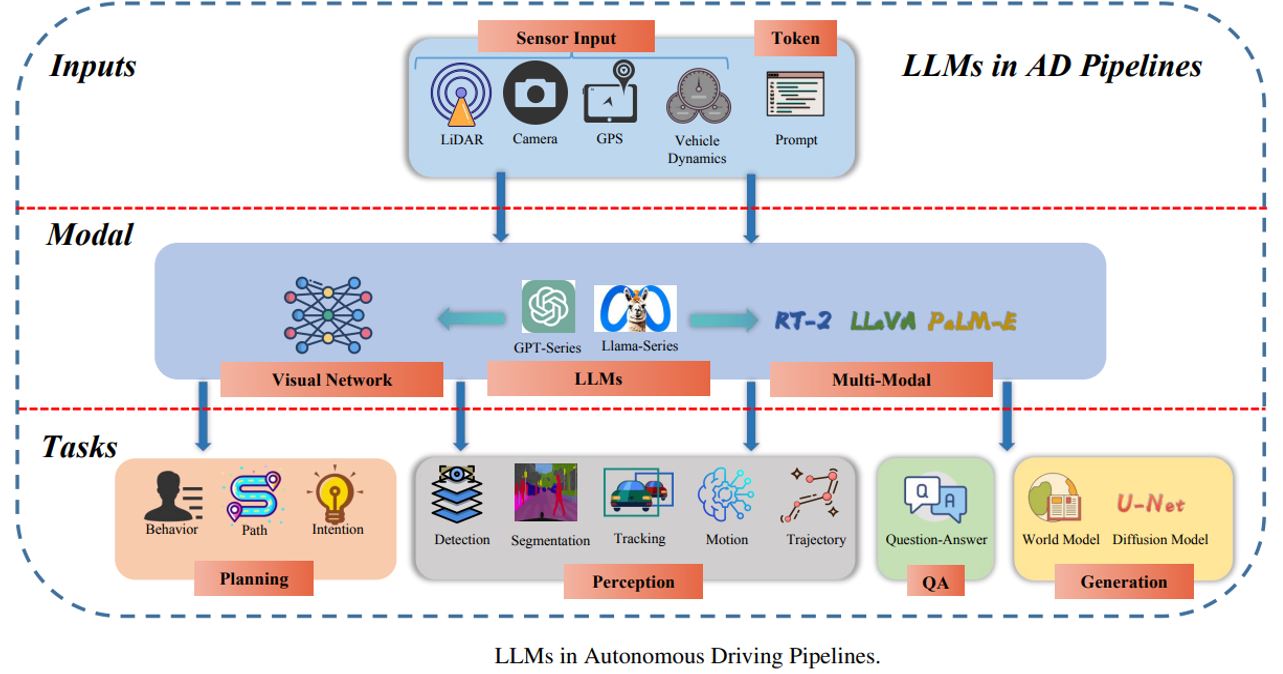 Inputs
Sensor Input
Token
LLMs in AD Pipelines
LiDAR
Camera
GPS
Vehicle
Dynamics
Prompt
Modal
GPT-Series
Llama-Series
RT-2
LLaVA
PaLM-E
Visual Network
LLMs
Multi-Modal
Tasks
Behavior
Path
Intention
Planning
Detection
Segmentation
Tracking
Motion
Trajectory
Perception
Q
A
Question-Answer
QA
World Model
U-Net
Diffusion Model
Generation
LLMs in Autonomous Driving Pipelines.